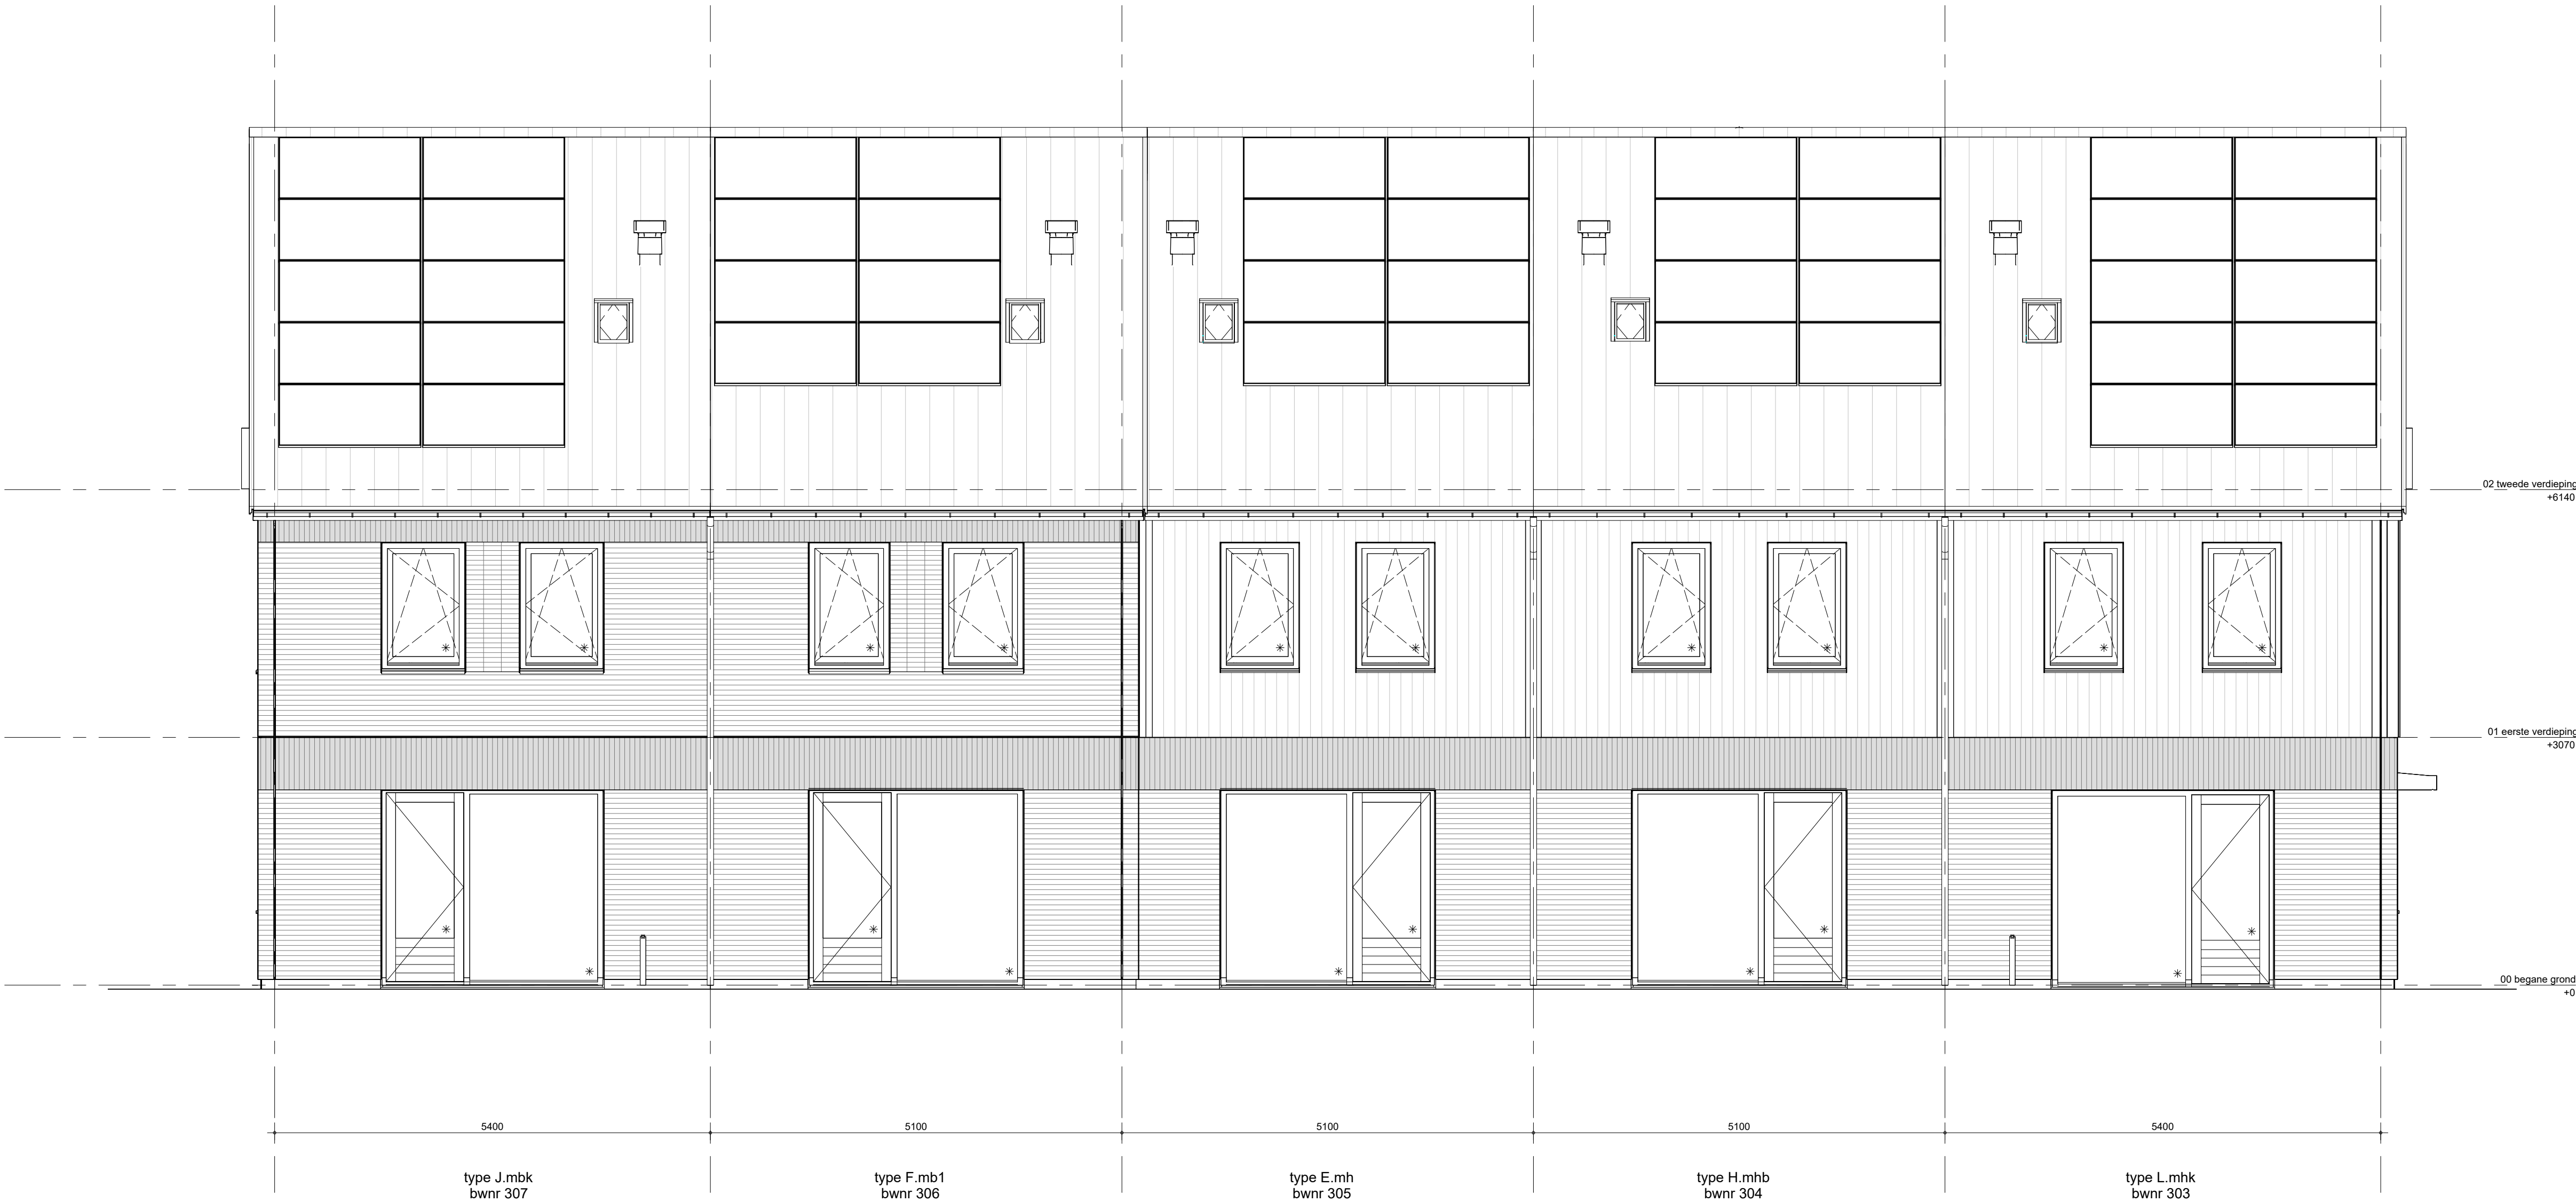 02 tweede verdieping
+6140
01 eerste verdieping
+3070
00 begane grond
+0
5400
5100
5100
5100
5400
type J.mbk
bwnr 307
type F.mb1
bwnr 306
type E.mh
bwnr 305
type H.mhb
bwnr 304
type L.mhk
bwnr 303